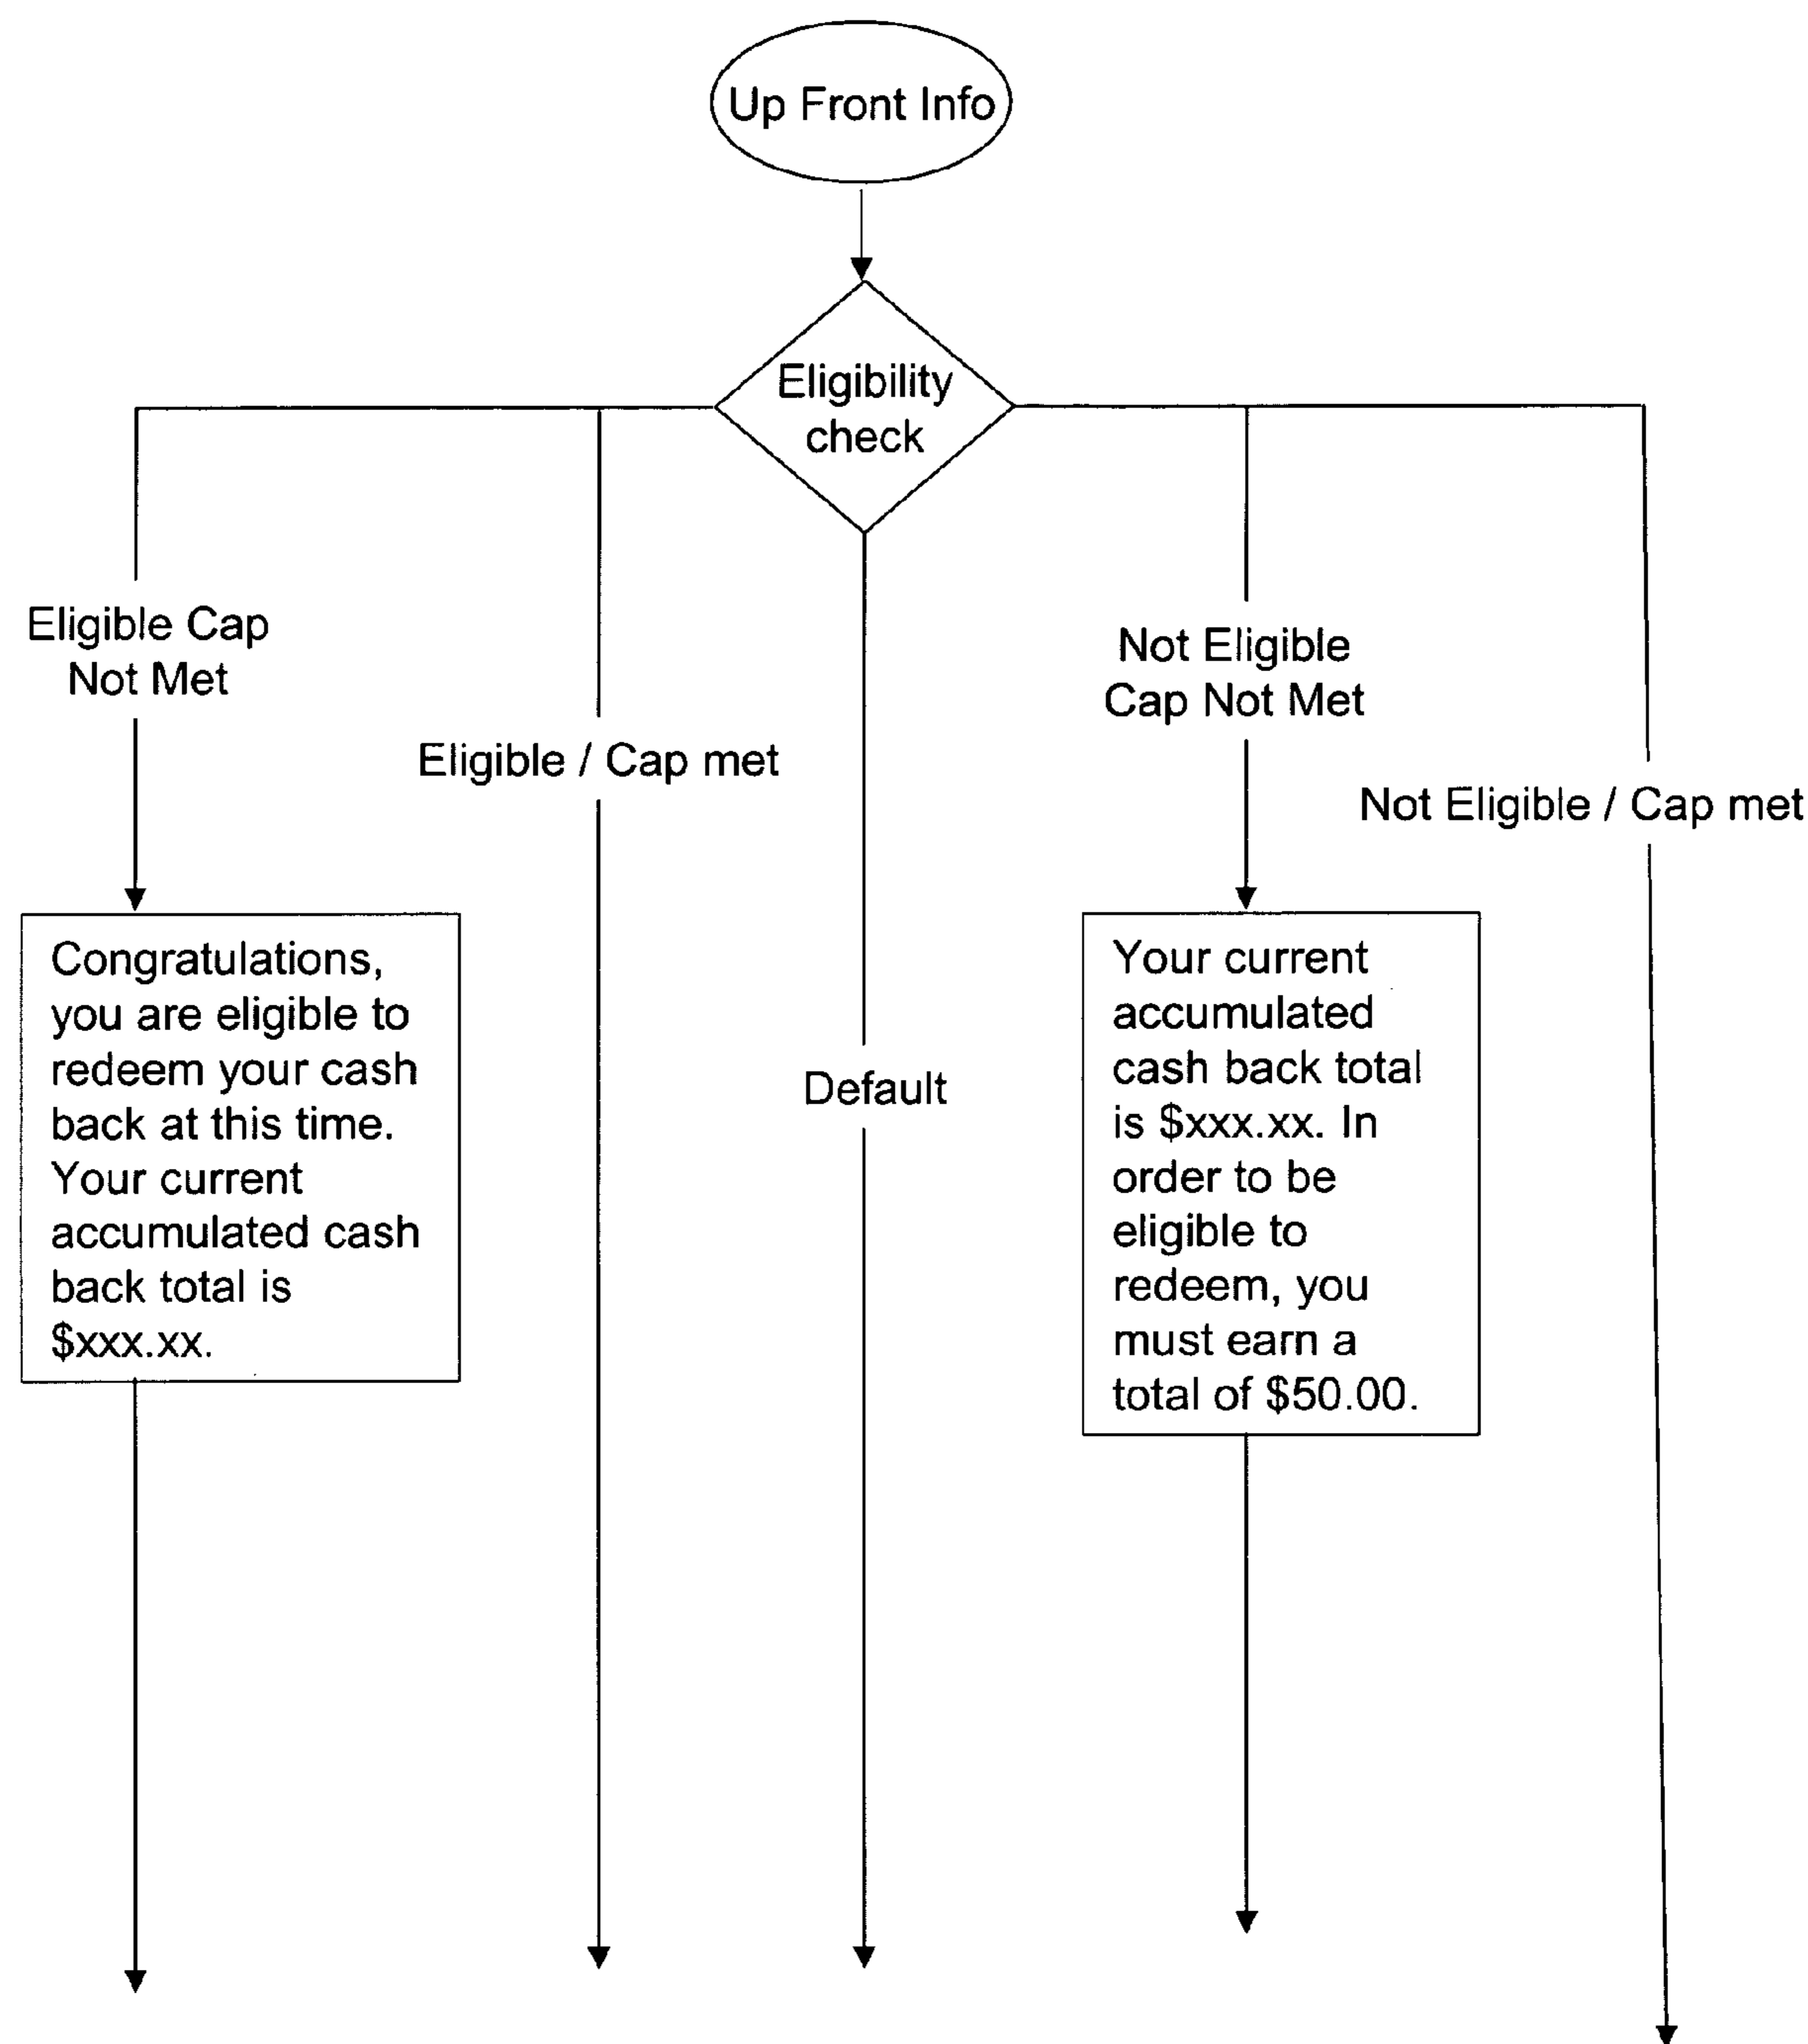 Up Front Info
Eligibility
check
Eligible Cap
Not Met
Eligible / Cap met
Default
Not Eligible
Cap Not Met
Not Eligible / Cap met
Congratulations,
you are eligible to
redeem your cash
back at this time.
Your current
accumulated cash
back total is
$xxx.xx.
Your current
accumulated
cash back total
is $xxx.xx. In
order to be
eligible to
redeem, you
must earn a
total of $50.00.